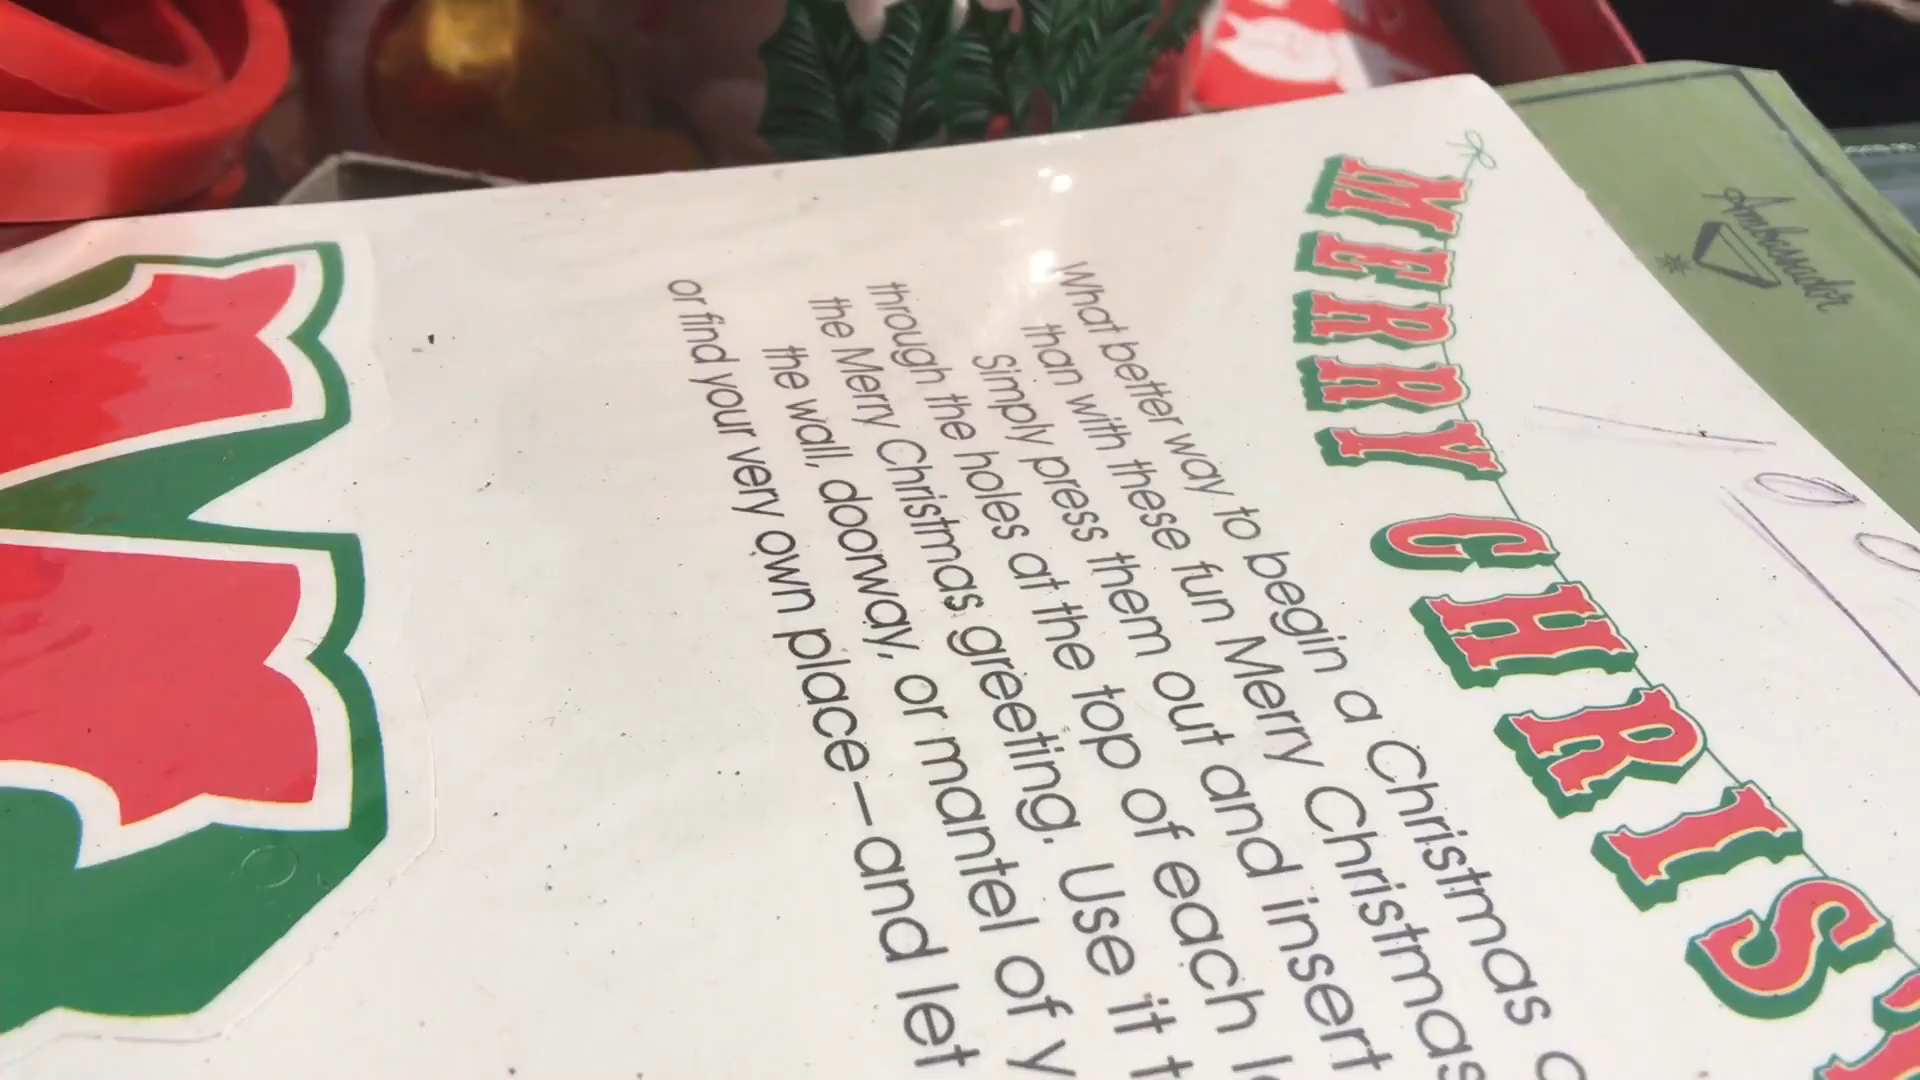 Ambassador
MERRY CHRIS
What better way to begin a Christmas
than with these fun Merry Christmas
Simply press them out and insert
through the holes at the top of each
the Merry Christmas greeting. Use it
the wall, doorway, or mantel of
or find your very own place—and let